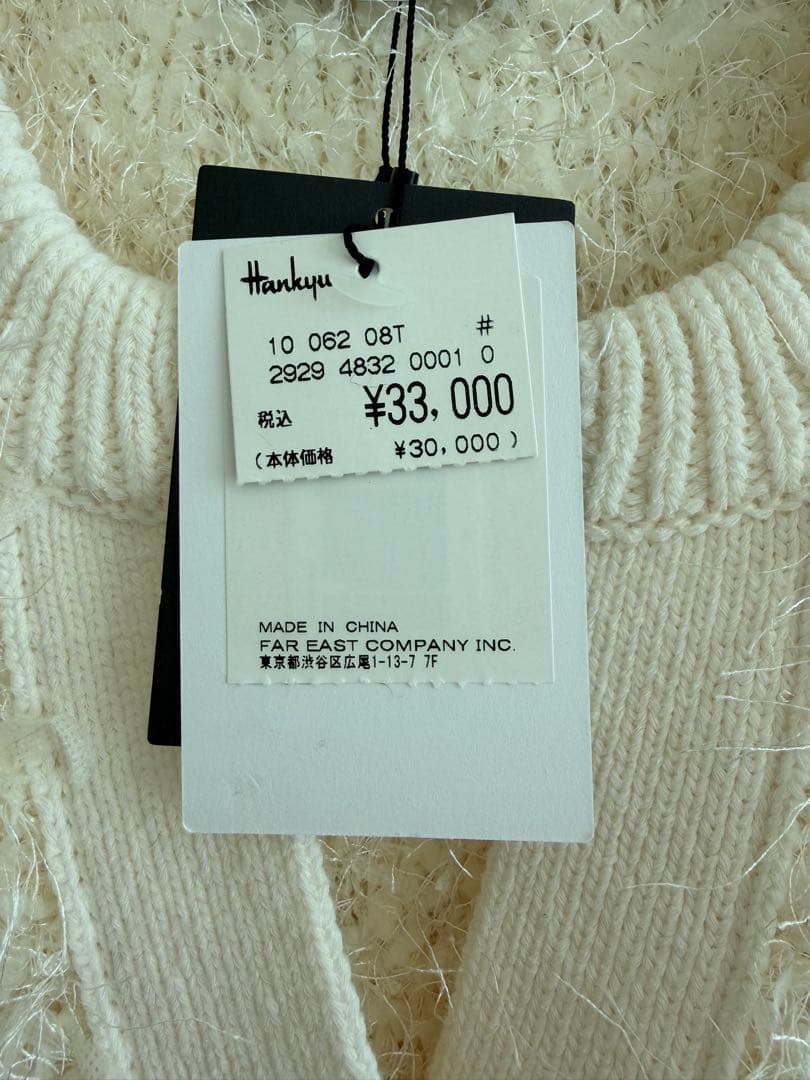 Hankyu
10 062 08T #
2929 4832 0001 0
税込 ¥33,000
(本体価格 ¥30,000)
MADE IN CHINA
FAR EAST COMPANY INC.
東京都渋谷区広尾1-13-7 7F